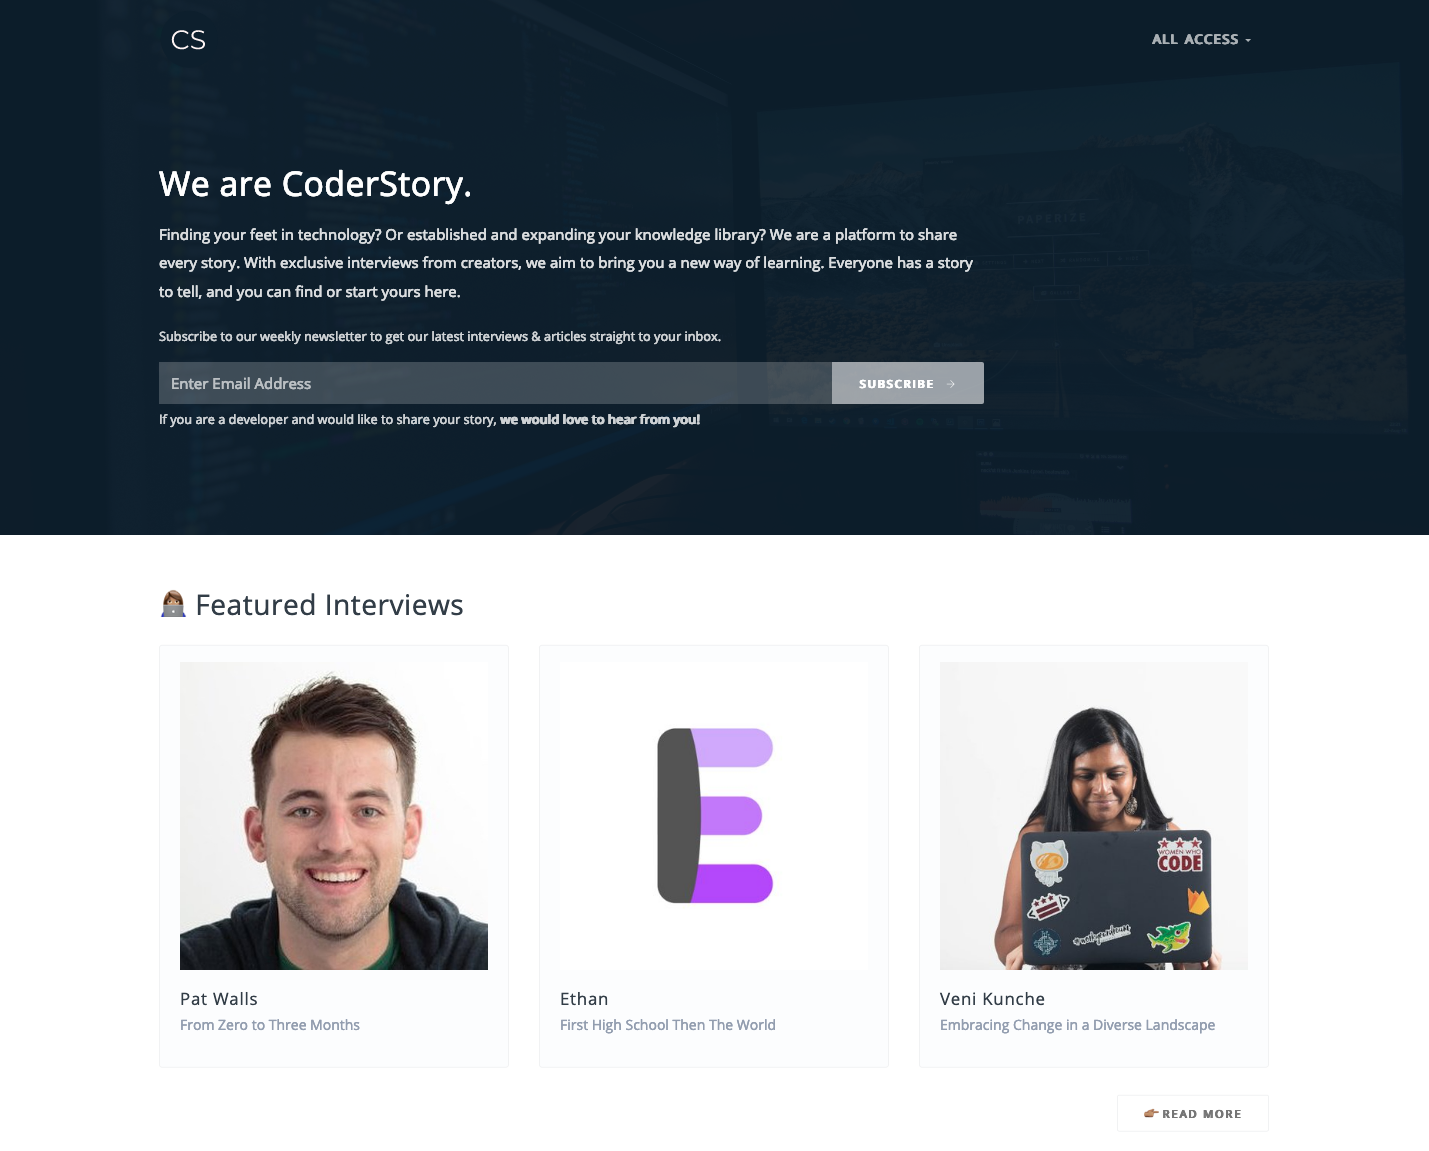 CS
ALL ACCESS
We are CoderStory.
PAPERIZE
Finding your feet in technology? Or established and expanding your knowledge library? We are a platform to share
every story. With exclusive interviews from creators, we aim to bring you a new way of learning. Everyone has a story
to tell, and you can find or start yours here.
Subscribe to our weekly newsletter to get our latest interviews & articles straight to your inbox.
Enter Email Address
SUBSCRIBE →
If you are a developer and would like to share your story, we would love to hear from you!
Featured Interviews
WOMEN WHO
CODE
Pat Walls
From Zero to Three Months
Ethan
First High School Then The World
Veni Kunche
Embracing Change in a Diverse Landscape
READ MORE